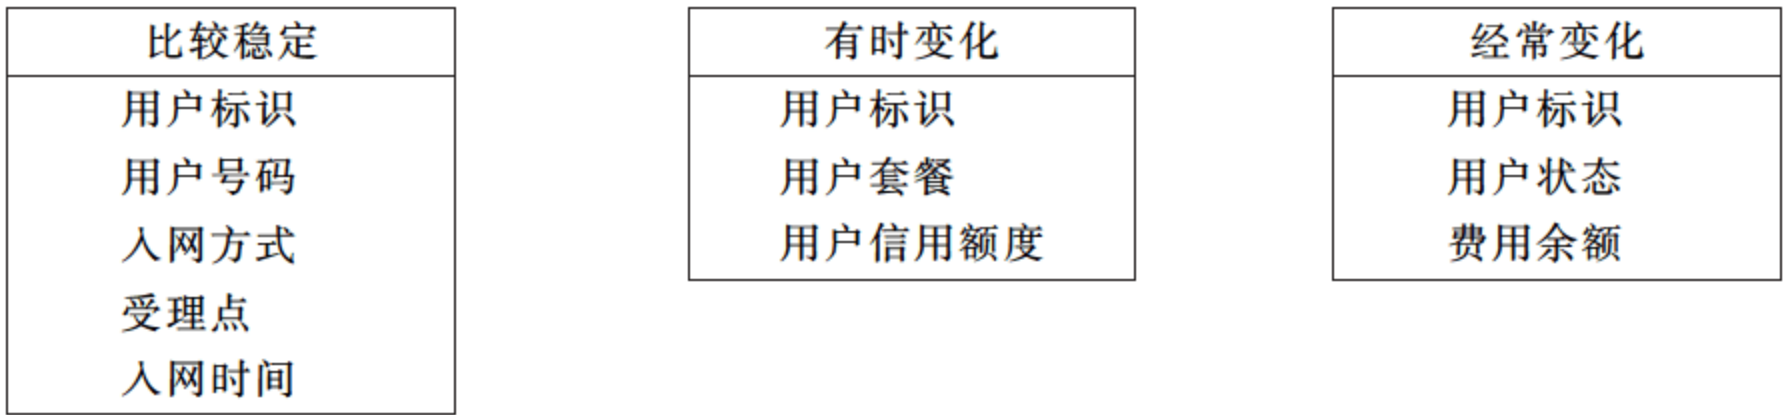 比较稳定
用户标识
用户号码
入网方式
受理点
入网时间
有时变化
用户标识
用户套餐
用户信用额度
经常变化
用户标识
用户状态
费用余额